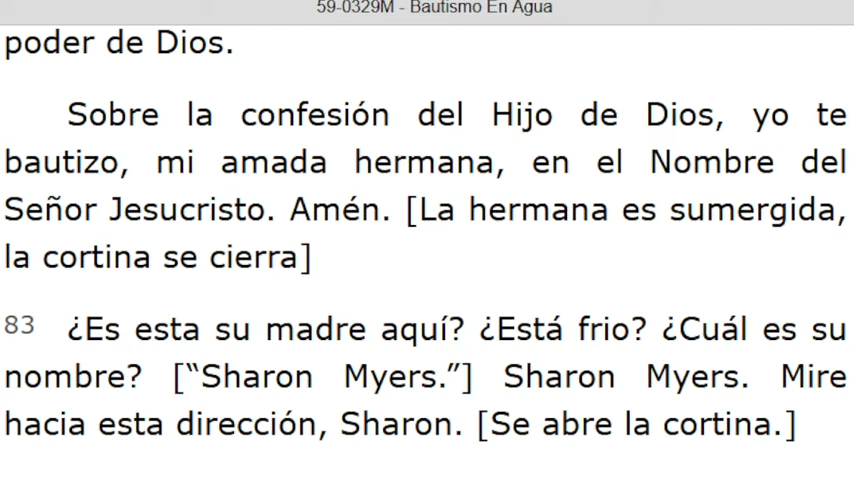 59-0329M - Bautismo En Agua
poder de Dios.
Sobre la confesión del Hijo de Dios, yo te
bautizo, mi amada hermana, en el Nombre del
Señor Jesucristo. Amén. [La hermana es sumergida,
la cortina se cierra]
83 ¿Es esta su madre aquí? ¿Está frio? ¿Cuál es su
nombre? [“Sharon Myers.”] Sharon Myers. Mire
hacia esta dirección, Sharon. [Se abre la cortina.]